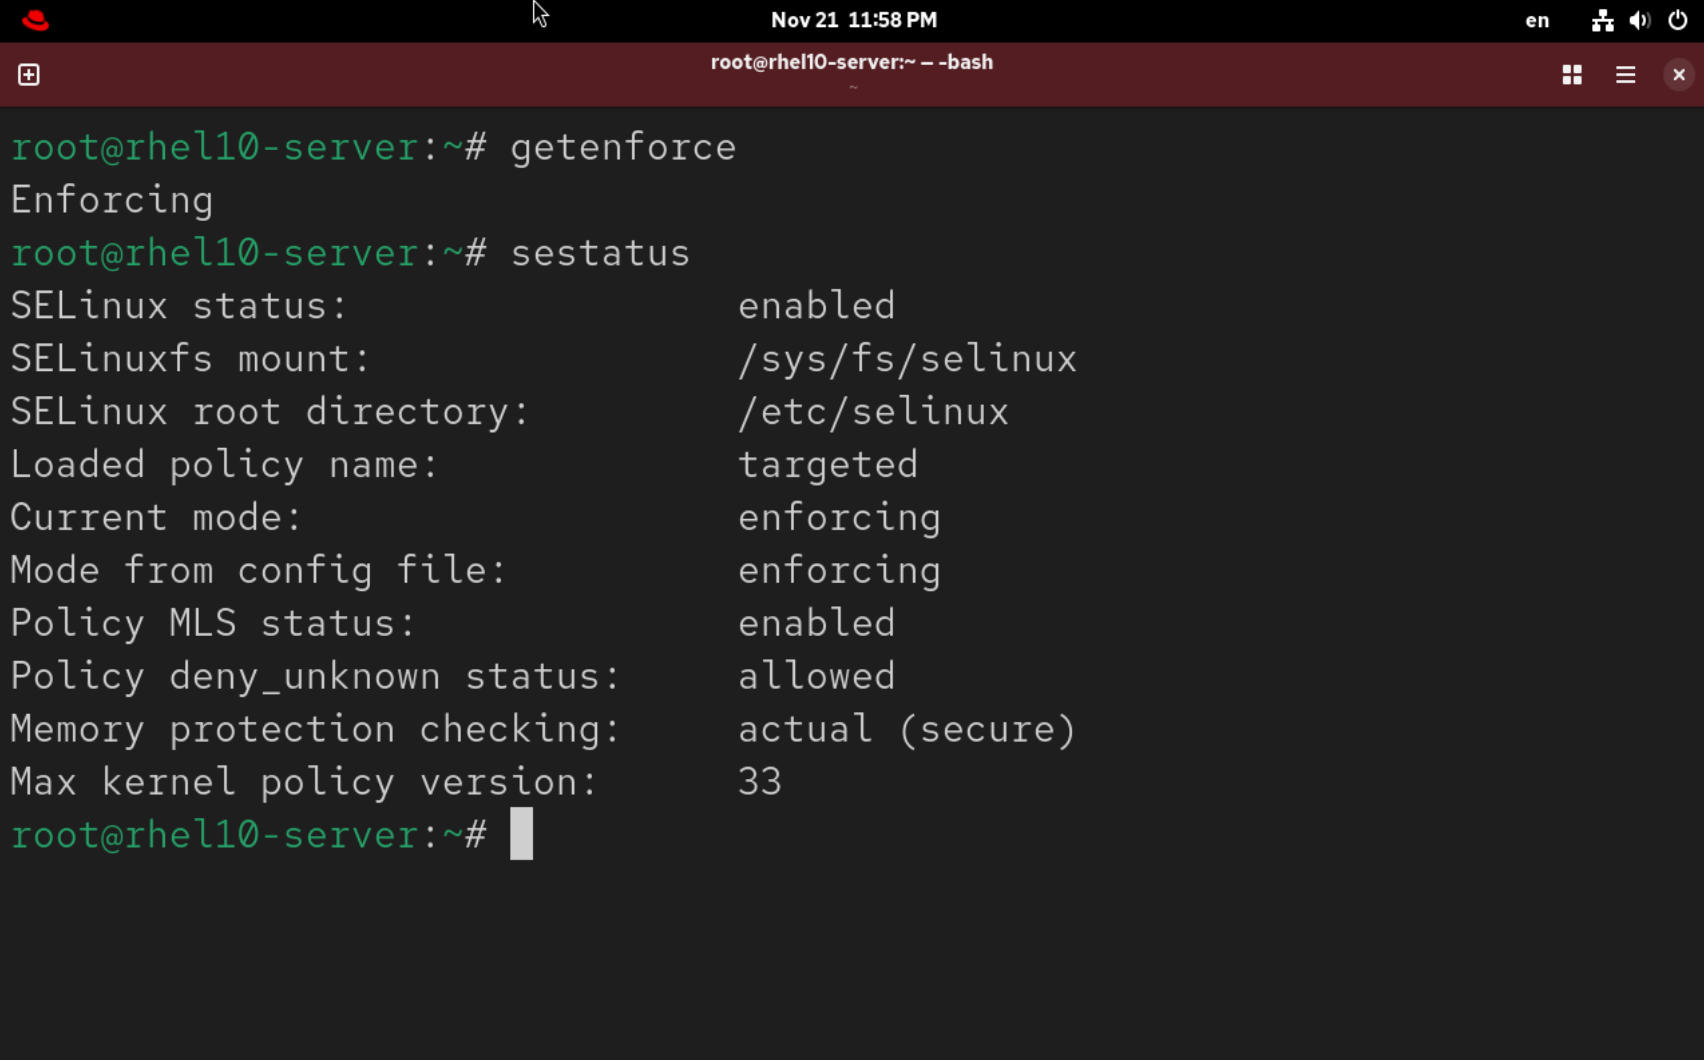 Nov 21 11:58 PM
en
root@rhel10-server:~ — -bash
~
root@rhel10-server:~# getenforce
Enforcing
root@rhel10-server:~# sestatus
SELinux status: enabled
SELinuxfs mount: /sys/fs/selinux
SELinux root directory: /etc/selinux
Loaded policy name: targeted
Current mode: enforcing
Mode from config file: enforcing
Policy MLS status: enabled
Policy deny_unknown status: allowed
Memory protection checking: actual (secure)
Max kernel policy version: 33
root@rhel10-server:~#